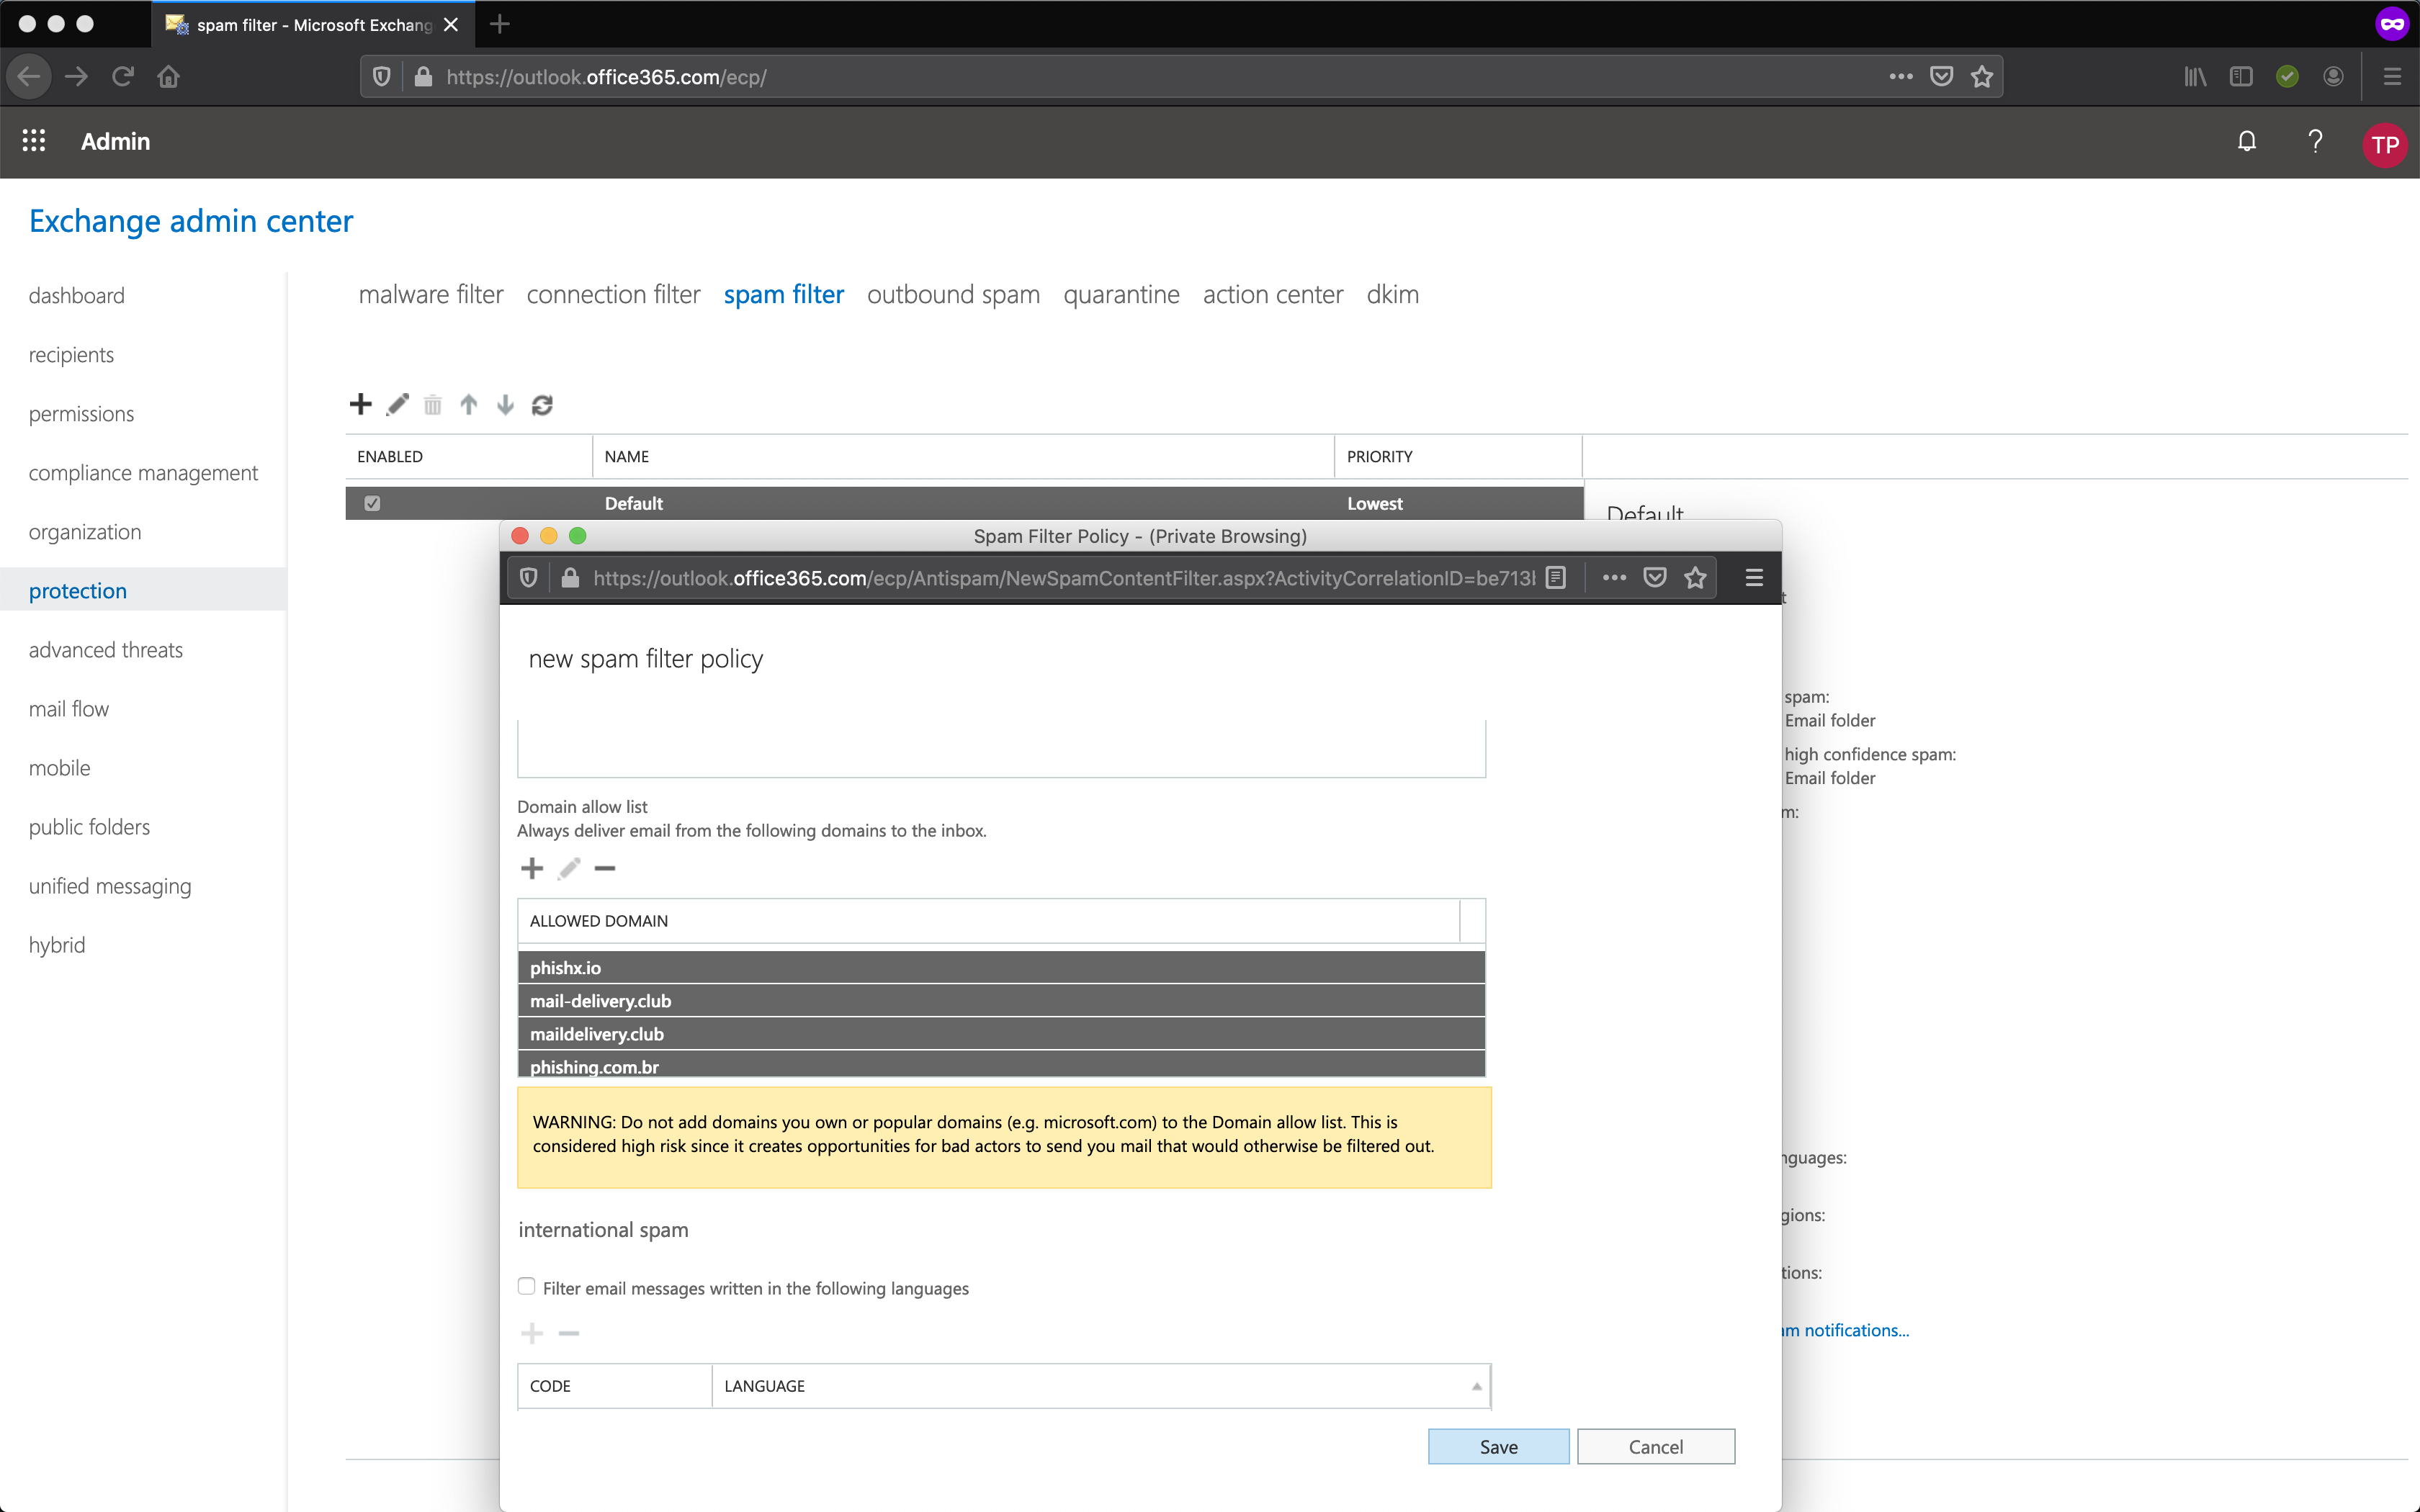 spam filter - Microsoft Exchang
https://outlook.office365.com/ecp/
Admin
?
TP
Exchange admin center
dashboard
recipients
permissions
compliance management
organization
protection
advanced threats
mail flow
mobile
public folders
unified messaging
hybrid
malware filter connection filter spam filter outbound spam quarantine action center dkim
ENABLED NAME PRIORITY
Default Lowest
Default
Spam Filter Policy - (Private Browsing)
https://outlook.office365.com/ecp/Antispam/NewSpamContentFilter.aspx?ActivityCorrelationID=be713
new spam filter policy
Domain allow list
Always deliver email from the following domains to the inbox.
ALLOWED DOMAIN
phishx.io
mail-delivery.club
maildelivery.club
phishing.com.br
WARNING: Do not add domains you own or popular domains (e.g. microsoft.com) to the Domain allow list. This is
considered high risk since it creates opportunities for bad actors to send you mail that would otherwise be filtered out.
international spam
Filter email messages written in the following languages
CODE LANGUAGE
Save Cancel
t
spam:
Email folder
high confidence spam:
Email folder
m:
nguages:
gions:
tions:
am notifications...